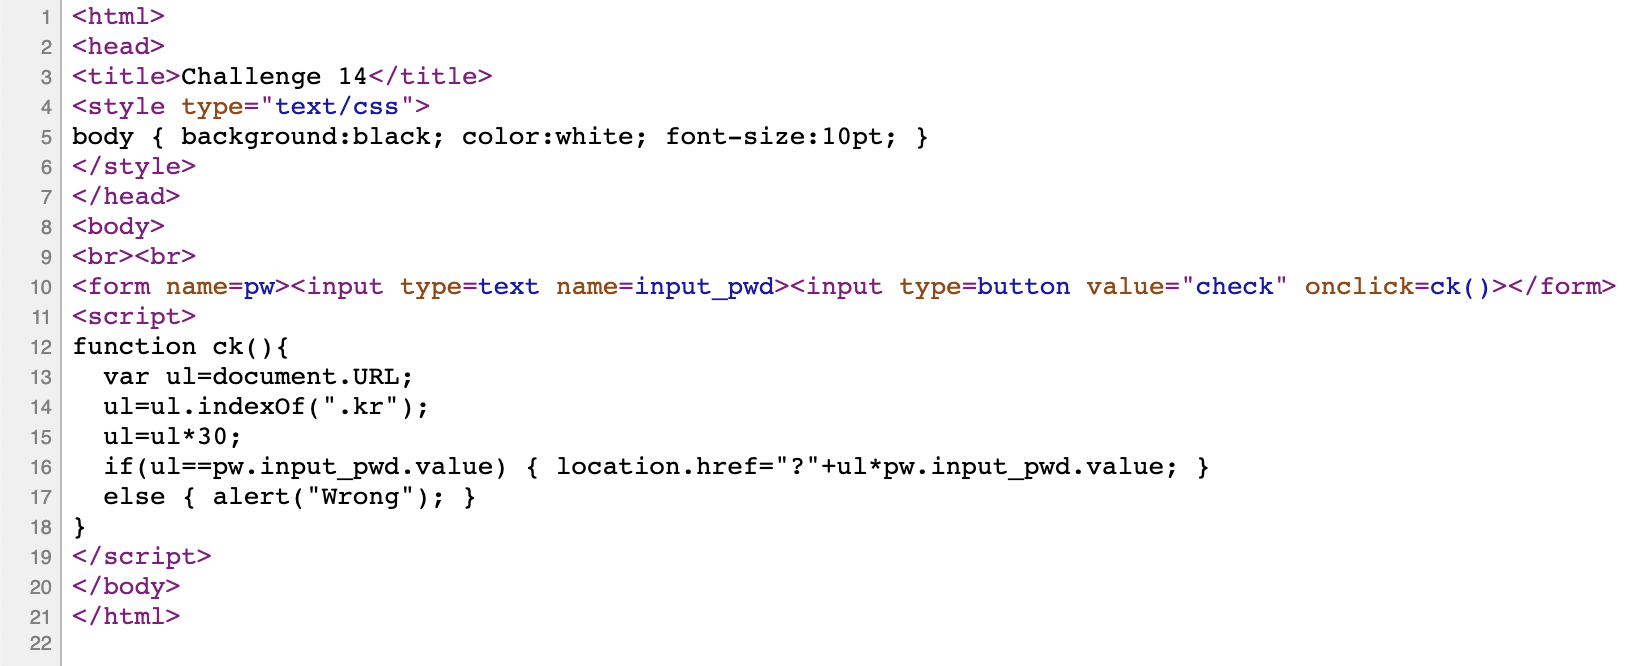 1 <html>
2 <head>
3 <title>Challenge 14</title>
4 <style type="text/css">
5 body { background:black; color:white; font-size:10pt; }
6 </style>
7 </head>
8 <body>
9 <br><br>
10 <form name=pw><input type=text name=input_pwd><input type=button value="check" onclick=ck()></form>
11 <script>
12 function ck(){
13   var ul=document.URL;
14   ul=ul.indexOf(".kr");
15   ul=ul*30;
16   if(ul==pw.input_pwd.value) { location.href="?"+ul*pw.input_pwd.value; }
17   else { alert("Wrong"); }
18 }
19 </script>
20 </body>
21 </html>
22